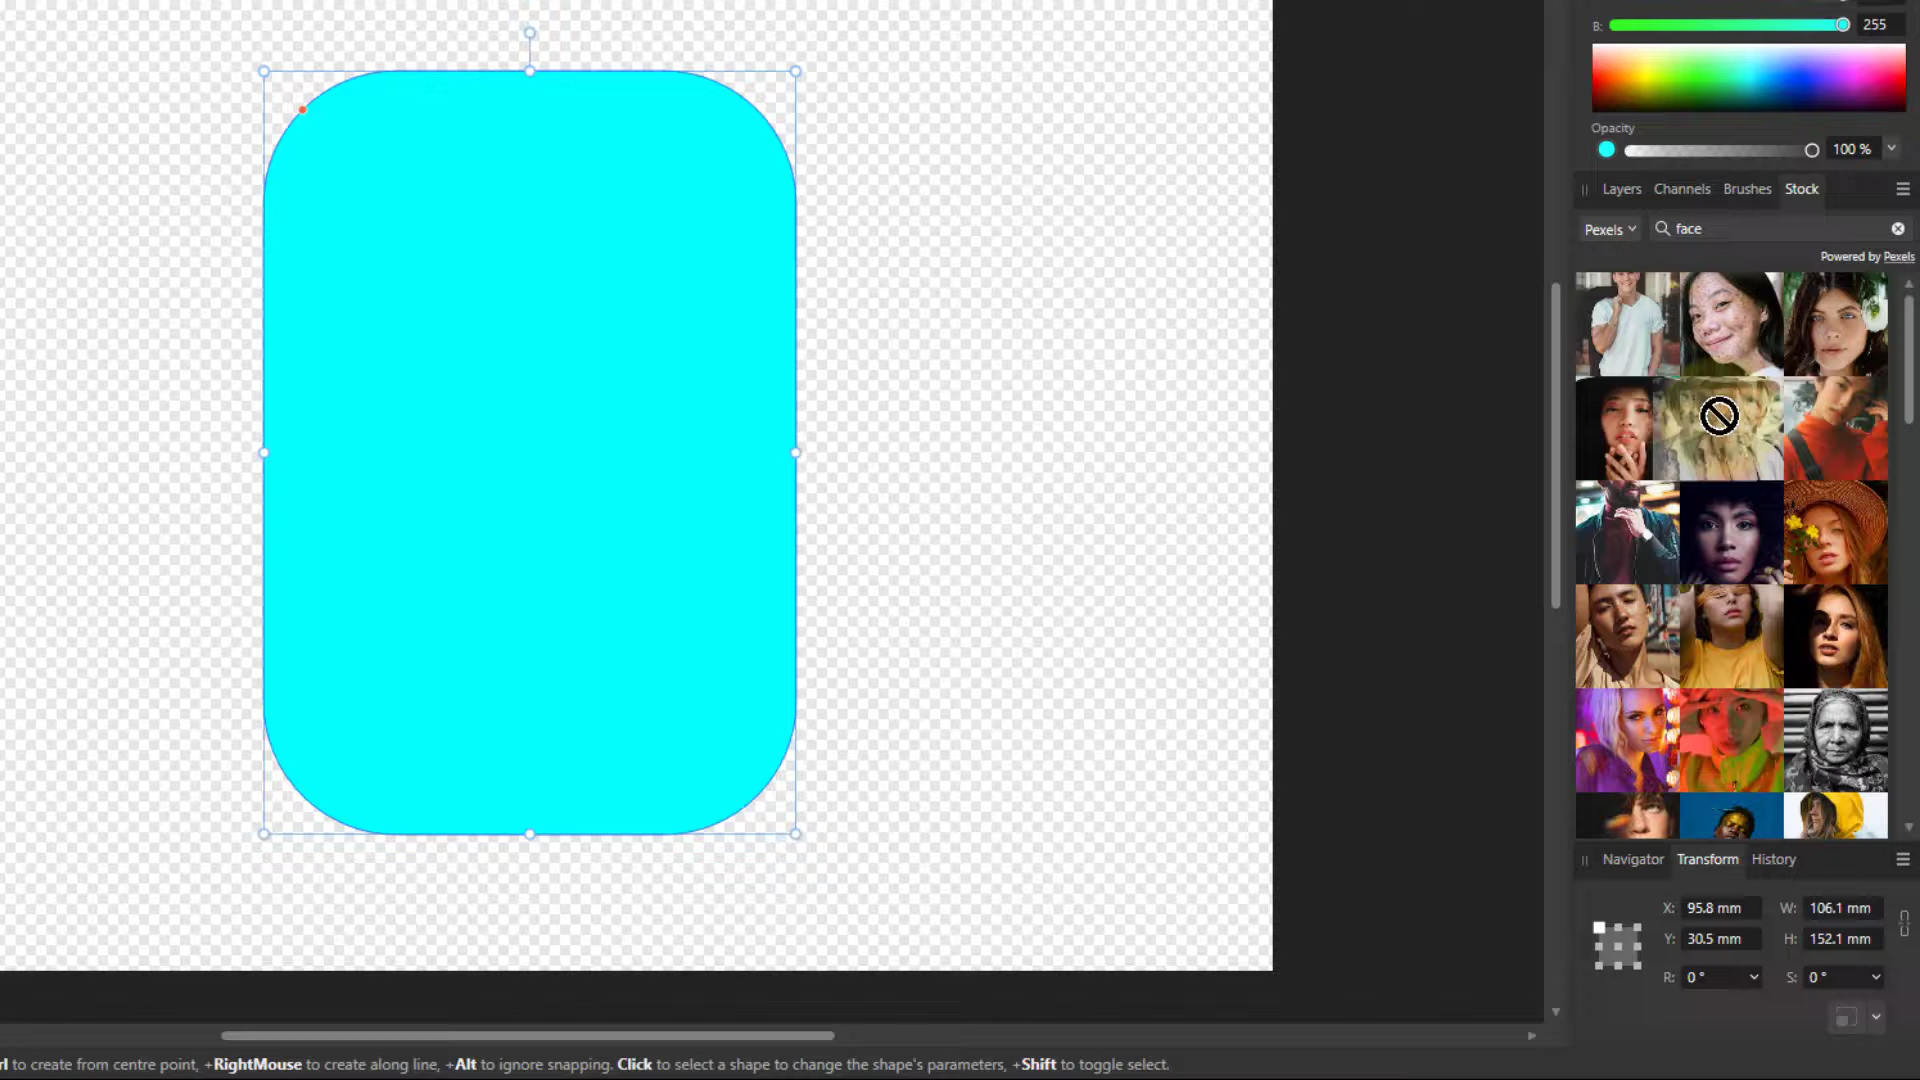 B: 255
Opacity
100 %
Layers Channels Brushes Stock
Pexels face
Powered by Pexels
Navigator Transform History
X: 95.8 mm W: 106.1 mm
Y: 30.5 mm H: 152.1 mm
R: 0 ° S: 0 °
rl to create from centre point, +RightMouse to create along line, +Alt to ignore snapping. Click to select a shape to change the shape's parameters, +Shift to toggle select.